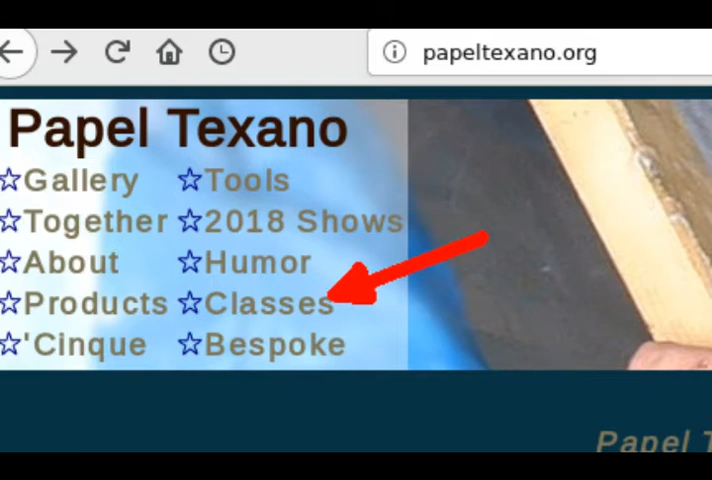 papeltexano.org
Papel Texano
☆Gallery ☆Tools
☆Together ☆2018 Shows
☆About ☆Humor
☆Products ☆Classes
☆'Cinque ☆Bespoke
Papel